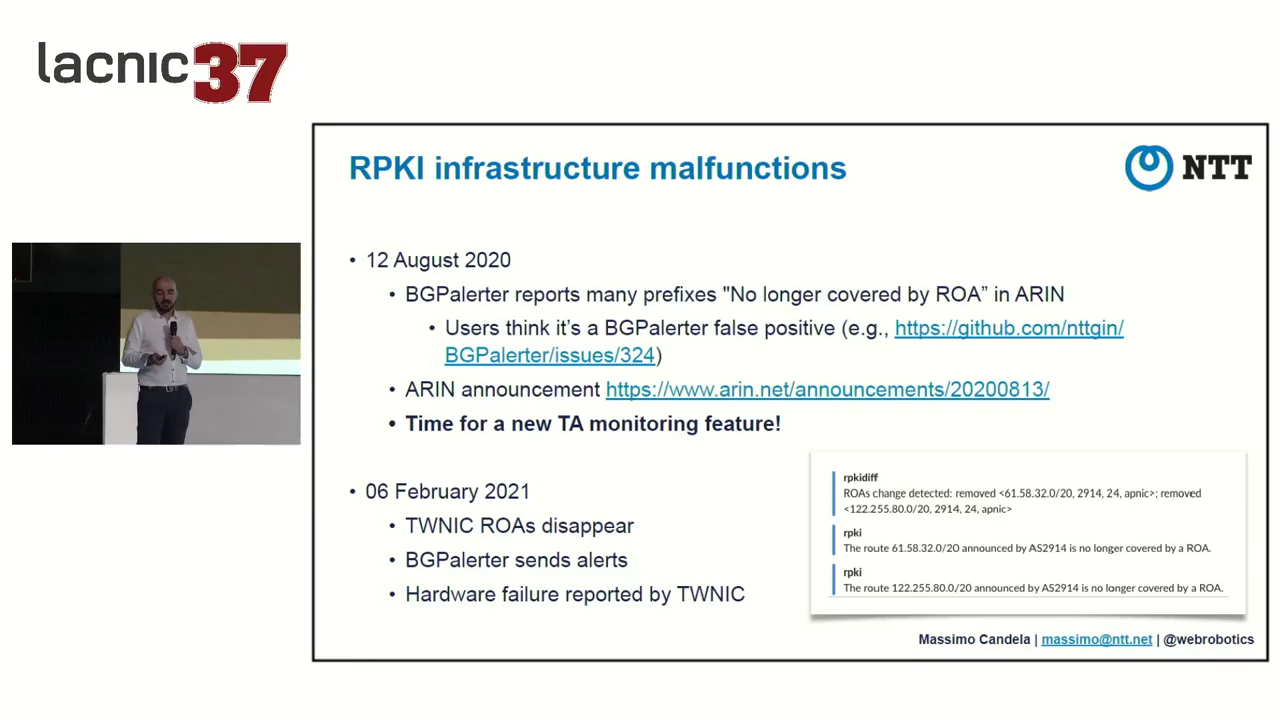 lacnic37
RPKI infrastructure malfunctions
NTT
• 12 August 2020
• BGPalerter reports many prefixes "No longer covered by ROA” in ARIN
• Users think it’s a BGPalerter false positive (e.g., https://github.com/nttgin/
BGPalerter/issues/324)
• ARIN announcement https://www.arin.net/announcements/20200813/
• Time for a new TA monitoring feature!
• 06 February 2021
• TWNIC ROAs disappear
• BGPalerter sends alerts
• Hardware failure reported by TWNIC
rpkidiff
ROAs change detected: removed <61.58.32.0/20, 2914, 24, apnic>; removed
<122.255.80.0/20, 2914, 24, apnic>
rpki
The route 61.58.32.0/20 announced by AS2914 is no longer covered by a ROA.
rpki
The route 122.255.80.0/20 announced by AS2914 is no longer covered by a ROA.
Massimo Candela | massimo@ntt.net | @webrobotics